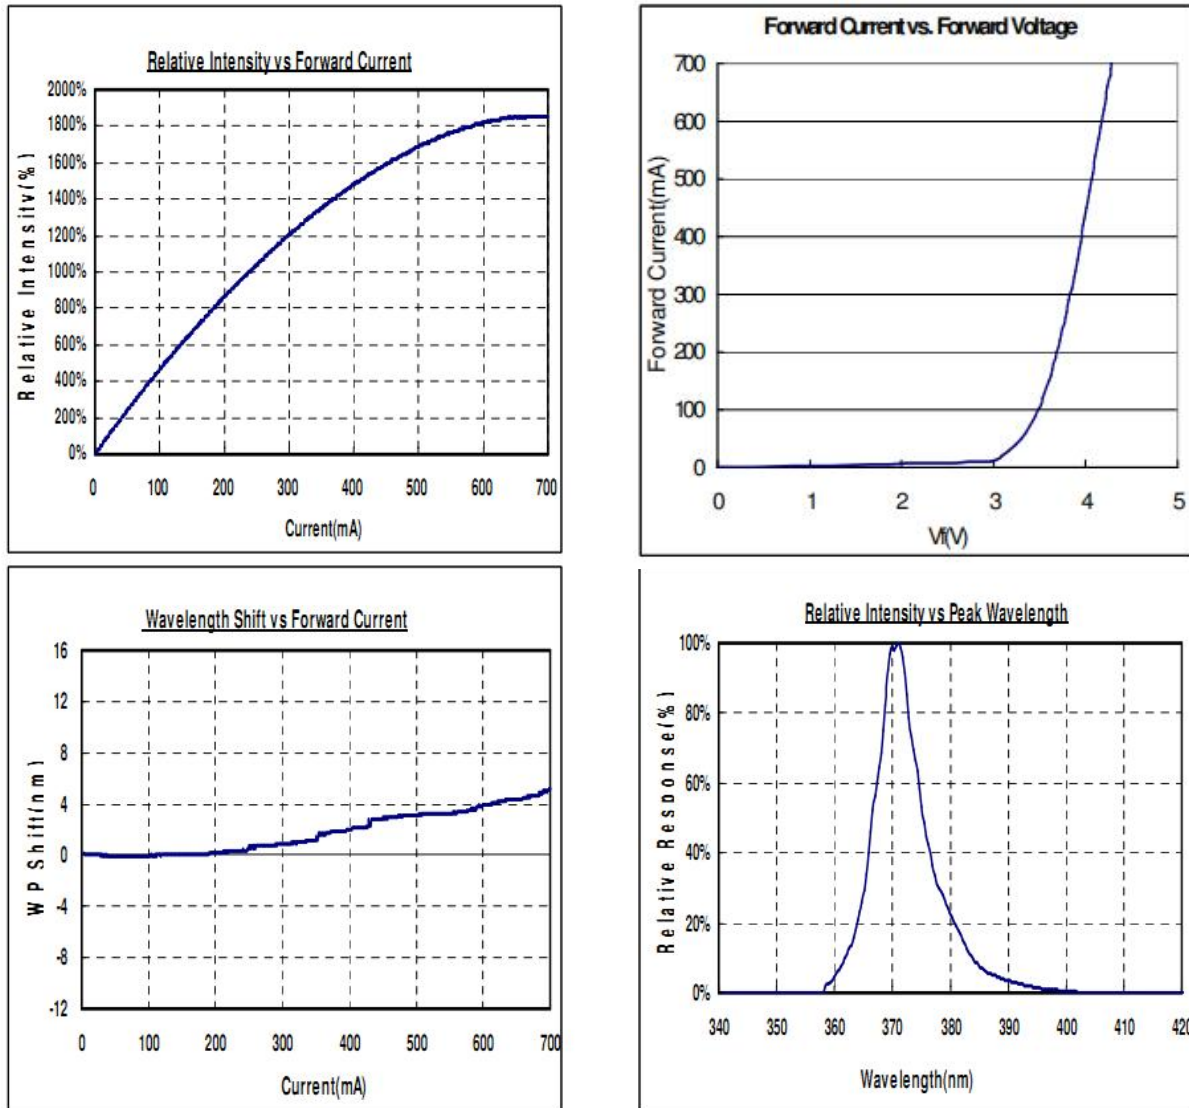 Relative Intensity vs Forward Current
2000%
1800%
1600%
1400%
1200%
1000%
800%
600%
400%
200%
0%
Relative Intensity(%)
0 100 200 300 400 500 600 700
Current(mA)
Forward Current vs. Forward Voltage
700
600
500
400
300
200
100
0
Forward Current(mA)
0 1 2 3 4 5
Vf(V)
Wavelength Shift vs Forward Current
16
12
8
4
0
-4
-8
-12
WP Shift(nm)
0 100 200 300 400 500 600 700
Current(mA)
Relative Intensity vs Peak Wavelength
100%
80%
60%
40%
20%
0%
Relative Response(%)
340 350 360 370 380 390 400 410 420
Wavelength(nm)